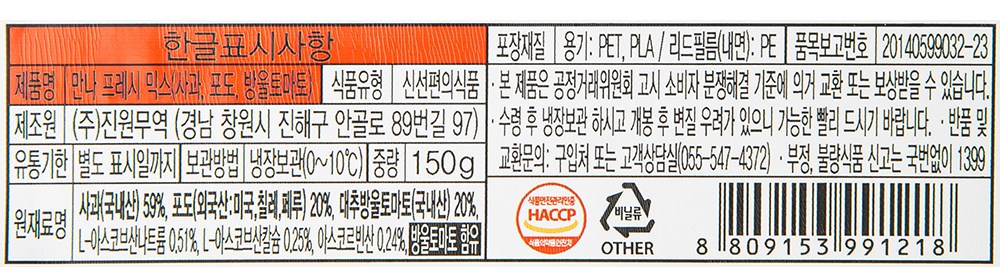 한글표시사항
제품명 만나 프레시 믹스(사과, 포도, 방울토마토) 식품유형 신선편의식품
제조원 (주)진원무역 (경남 창원시 진해구 안골로 89번길 97)
유통기한 별도 표시일까지 보관방법 냉장보관(0~10℃) 중량 150g
원재료명 사과(국내산) 59%, 포도(외국산:미국,칠레,페루) 20%, 대추방울토마토(국내산) 20%,
L-아스코브산나트륨 0.51%, L-아스코브산칼슘 0.25%, 아스코르빈산 0.24%, 방울토마토 함유
포장재질 용기: PET, PLA / 리드필름(내면): PE 품목보고번호 20140599032-23
· 본 제품은 공정거래위원회 고시 소비자 분쟁해결 기준에 의거 교환 또는 보상받을 수 있습니다.
· 수령 후 냉장보관 하시고 개봉 후 변질 우려가 있으니 가능한 빨리 드시기 바랍니다. · 반품 및
교환문의: 구입처 또는 고객상담실(055-547-4372) · 부정, 불량식품 신고는 국번없이 1399
식품안전관리인증
HACCP
식품의약품안전처
비닐류
OTHER
8 809153 991218